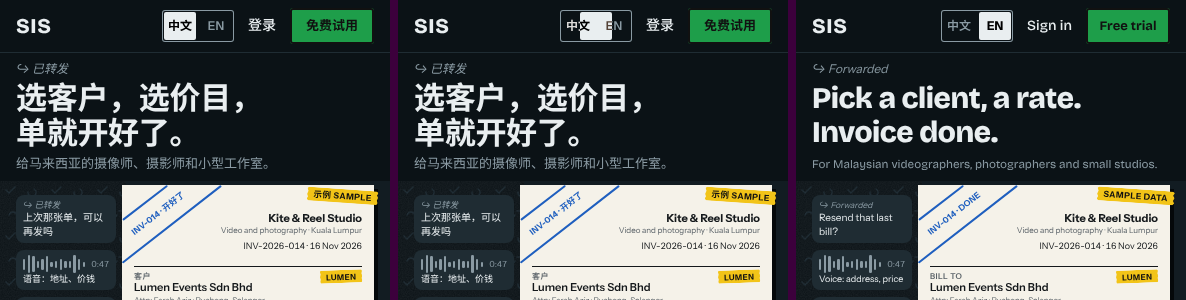 SIS
中文 EN
登录
免费试用
已转发
选客户，选价目，
单就开好了。
给马来西亚的摄像师、摄影师和小型工作室。
已转发
上次那张单，可以
再发吗
0:47
语音：地址、价钱
INV-014 · 开好了
示例 SAMPLE
Kite & Reel Studio
Video and photography · Kuala Lumpur
INV-2026-014 · 16 Nov 2026
客户
LUMEN
Lumen Events Sdn Bhd
SIS
中文 EN
登录
免费试用
已转发
选客户，选价目，
单就开好了。
给马来西亚的摄像师、摄影师和小型工作室。
已转发
上次那张单，可以
再发吗
0:47
语音：地址、价钱
INV-014 · 开好了
示例 SAMPLE
Kite & Reel Studio
Video and photography · Kuala Lumpur
INV-2026-014 · 16 Nov 2026
客户
LUMEN
Lumen Events Sdn Bhd
SIS
中文 EN
Sign in
Free trial
Forwarded
Pick a client, a rate.
Invoice done.
For Malaysian videographers, photographers and small studios.
Forwarded
Resend that last
bill?
0:47
Voice: address, price
INV-014 · DONE
SAMPLE DATA
Kite & Reel Studio
Video and photography · Kuala Lumpur
INV-2026-014 · 16 Nov 2026
BILL TO
LUMEN
Lumen Events Sdn Bhd